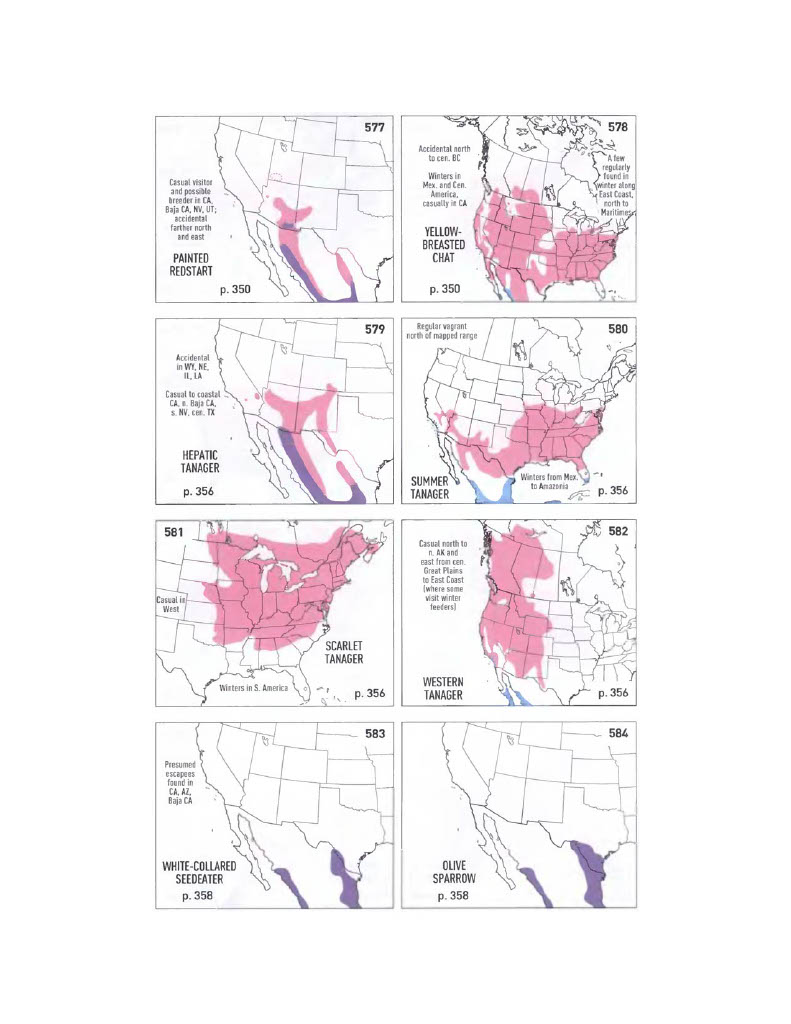 577
Casual visitor
and possible
breeder in CA,
Baja CA, NV, UT;
accidental
farther north
and east
PAINTED
REDSTART
p. 350
578
Accidental north
to cen. BC
Winters in
Mex. and Cen.
America,
casually in CA
A few
regularly
found in
winter along
East Coast,
north to
Maritimes
YELLOW-
BREASTED
CHAT
p. 350
579
Accidental
in WY, NE,
IL, LA
Casual to coastal
CA, n. Baja CA,
s. NV, cen. TX
HEPATIC
TANAGER
p. 356
580
Regular vagrant
north of mapped range
SUMMER
TANAGER
Winters from Mex.
to Amazonia
p. 356
581
Casual in
West
SCARLET
TANAGER
Winters in S. America
p. 356
582
Casual north to
n. AK and
east from cen.
Great Plains
to East Coast
(where some
visit winter
feeders)
WESTERN
TANAGER
p. 356
583
Presumed
escapees
found in
CA, AZ,
Baja CA
WHITE-COLLARED
SEEDEATER
p. 358
584
OLIVE
SPARROW
p. 358